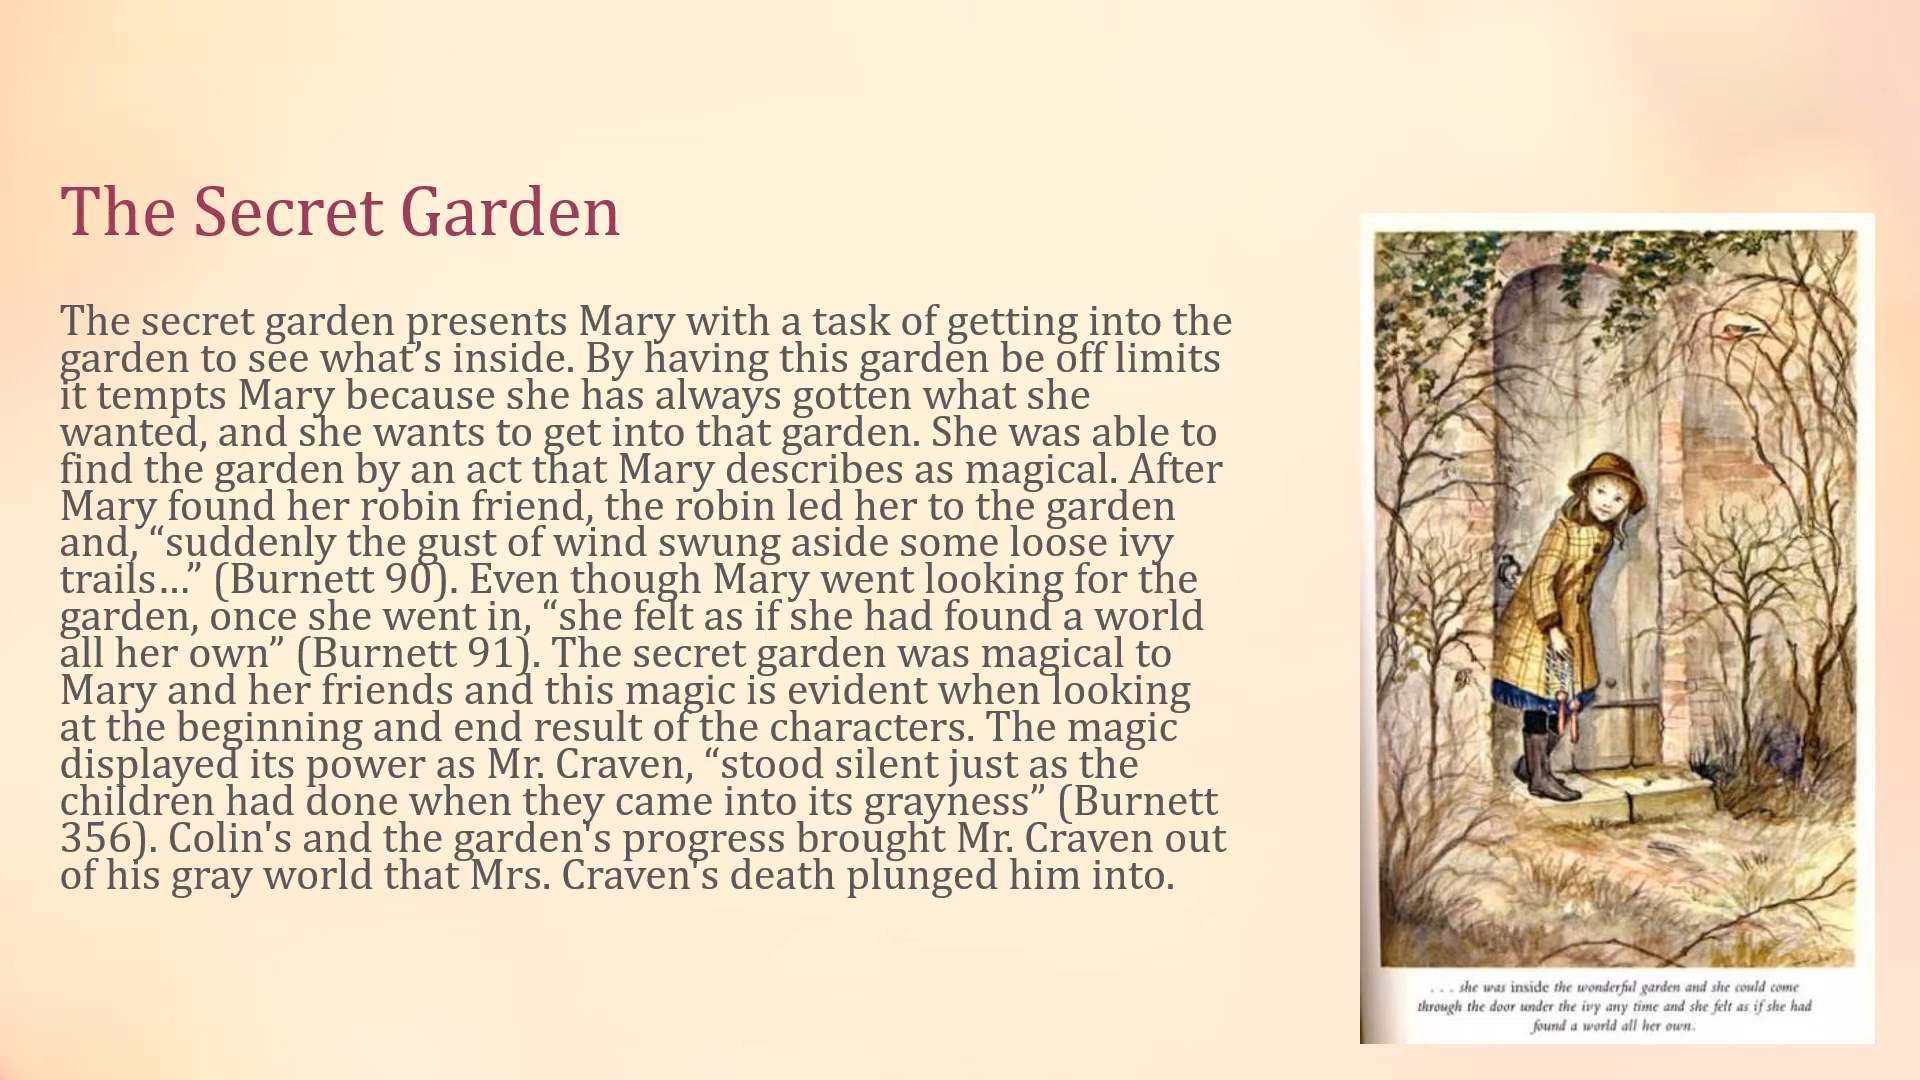 The Secret Garden
The secret garden presents Mary with a task of getting into the
garden to see what’s inside. By having this garden be off limits
it tempts Mary because she has always gotten what she
wanted, and she wants to get into that garden. She was able to
find the garden by an act that Mary describes as magical. After
Mary found her robin friend, the robin led her to the garden
and, “suddenly the gust of wind swung aside some loose ivy
trails…” (Burnett 90). Even though Mary went looking for the
garden, once she went in, “she felt as if she had found a world
all her own” (Burnett 91). The secret garden was magical to
Mary and her friends and this magic is evident when looking
at the beginning and end result of the characters. The magic
displayed its power as Mr. Craven, “stood silent just as the
children had done when they came into its grayness” (Burnett
356). Colin's and the garden's progress brought Mr. Craven out
of his gray world that Mrs. Craven's death plunged him into.
. . . she was inside the wonderful garden and she could come
through the door under the ivy any time and she felt as if she had
found a world all her own.